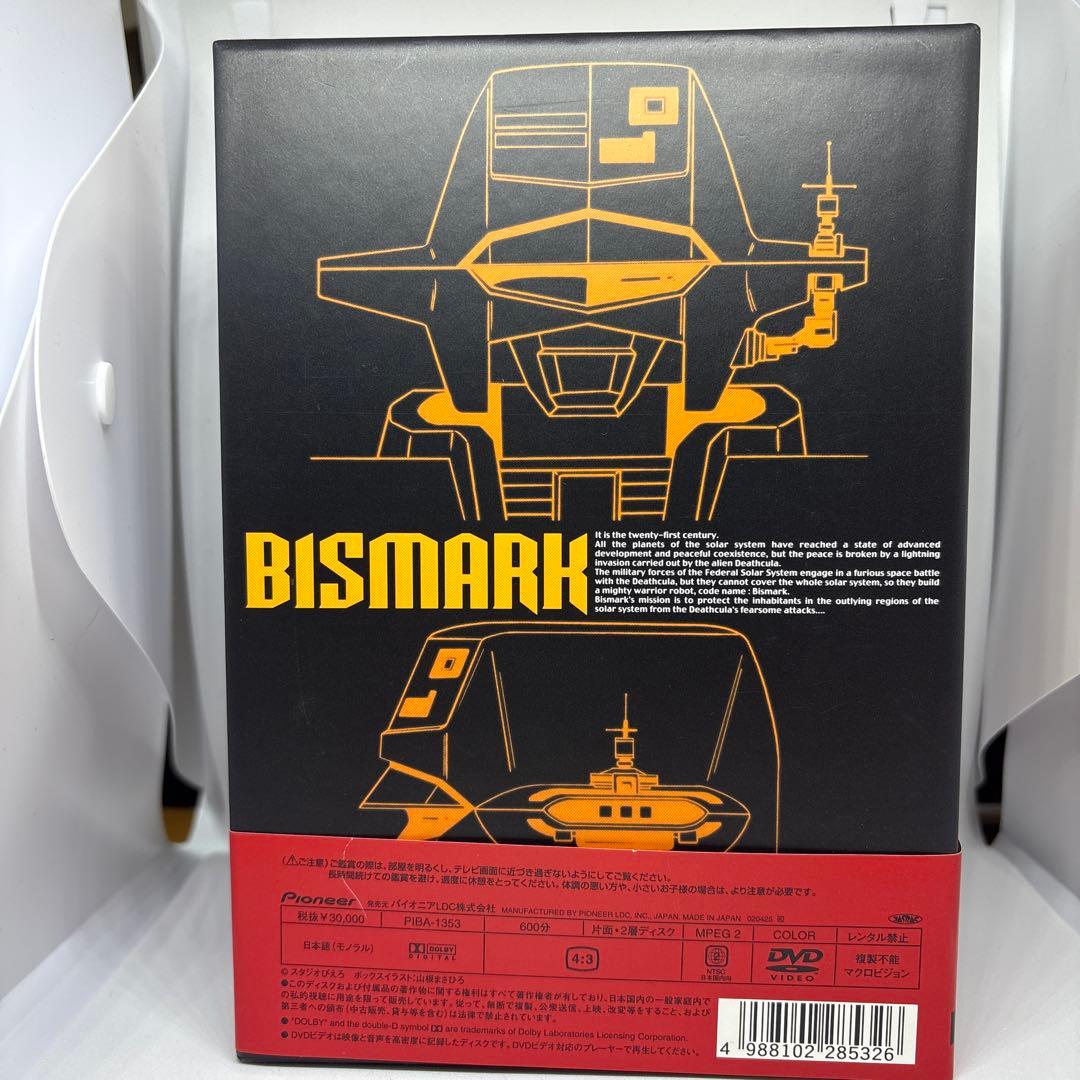 BISMARK
It is the twenty-first century.
All the planets of the solar system have reached a state of advanced
development and peaceful coexistence, but the peace is broken by a lightning
invasion carried out by the alien Deathcula.
The military forces of the Federal Solar System engage in a furious space battle
with the Deathcula, but they cannot cover the whole solar system, so they build
a mighty warrior robot, code name : Bismark.
Bismark's mission is to protect the inhabitants in the outlying regions of the
solar system from the Deathcula's fearsome attacks....
(⚠ご注意)ご鑑賞の際は、部屋を明るくし、テレビ画面に近づき過ぎないようにしてご覧ください。
長時間続けての鑑賞を避け、適度に休憩をとってください。体調の悪い方や、小さいお子様の場合は、より注意が必要です。
Pioneer 発売元 パイオニアLDC株式会社 MANUFACTURED BY PIONEER LDC, INC., JAPAN. MADE IN JAPAN 020425
税抜¥30,000 PIBA-1353 600分 片面・2層ディスク MPEG 2 COLOR レンタル禁止
日本語(モノラル) DOLBY DIGITAL 4:3 2 NTSC 日本国内向 DVD VIDEO 複製不能 マクロビジョン
© スタジオぴえろ ボックスイラスト:山根まさひろ
●このディスクおよび付属品の著作物に関する権利はすべて著作権者が有しており、日本国内の一般家庭内で
の私的視聴に用途を限って販売しています。従って、無断で複製、公衆送信、上映、改変等をすること、および
第三者への頒布(中古販売、貸与等を含む)は法律で禁止されています。
● "DOLBY" and the double-D symbol are trademarks of Dolby Laboratories Licensing Corporation.
● DVDビデオは映像と音声を高密度に記録したディスクです。DVDビデオ対応のプレーヤーで再生してください。
4 988102 285326